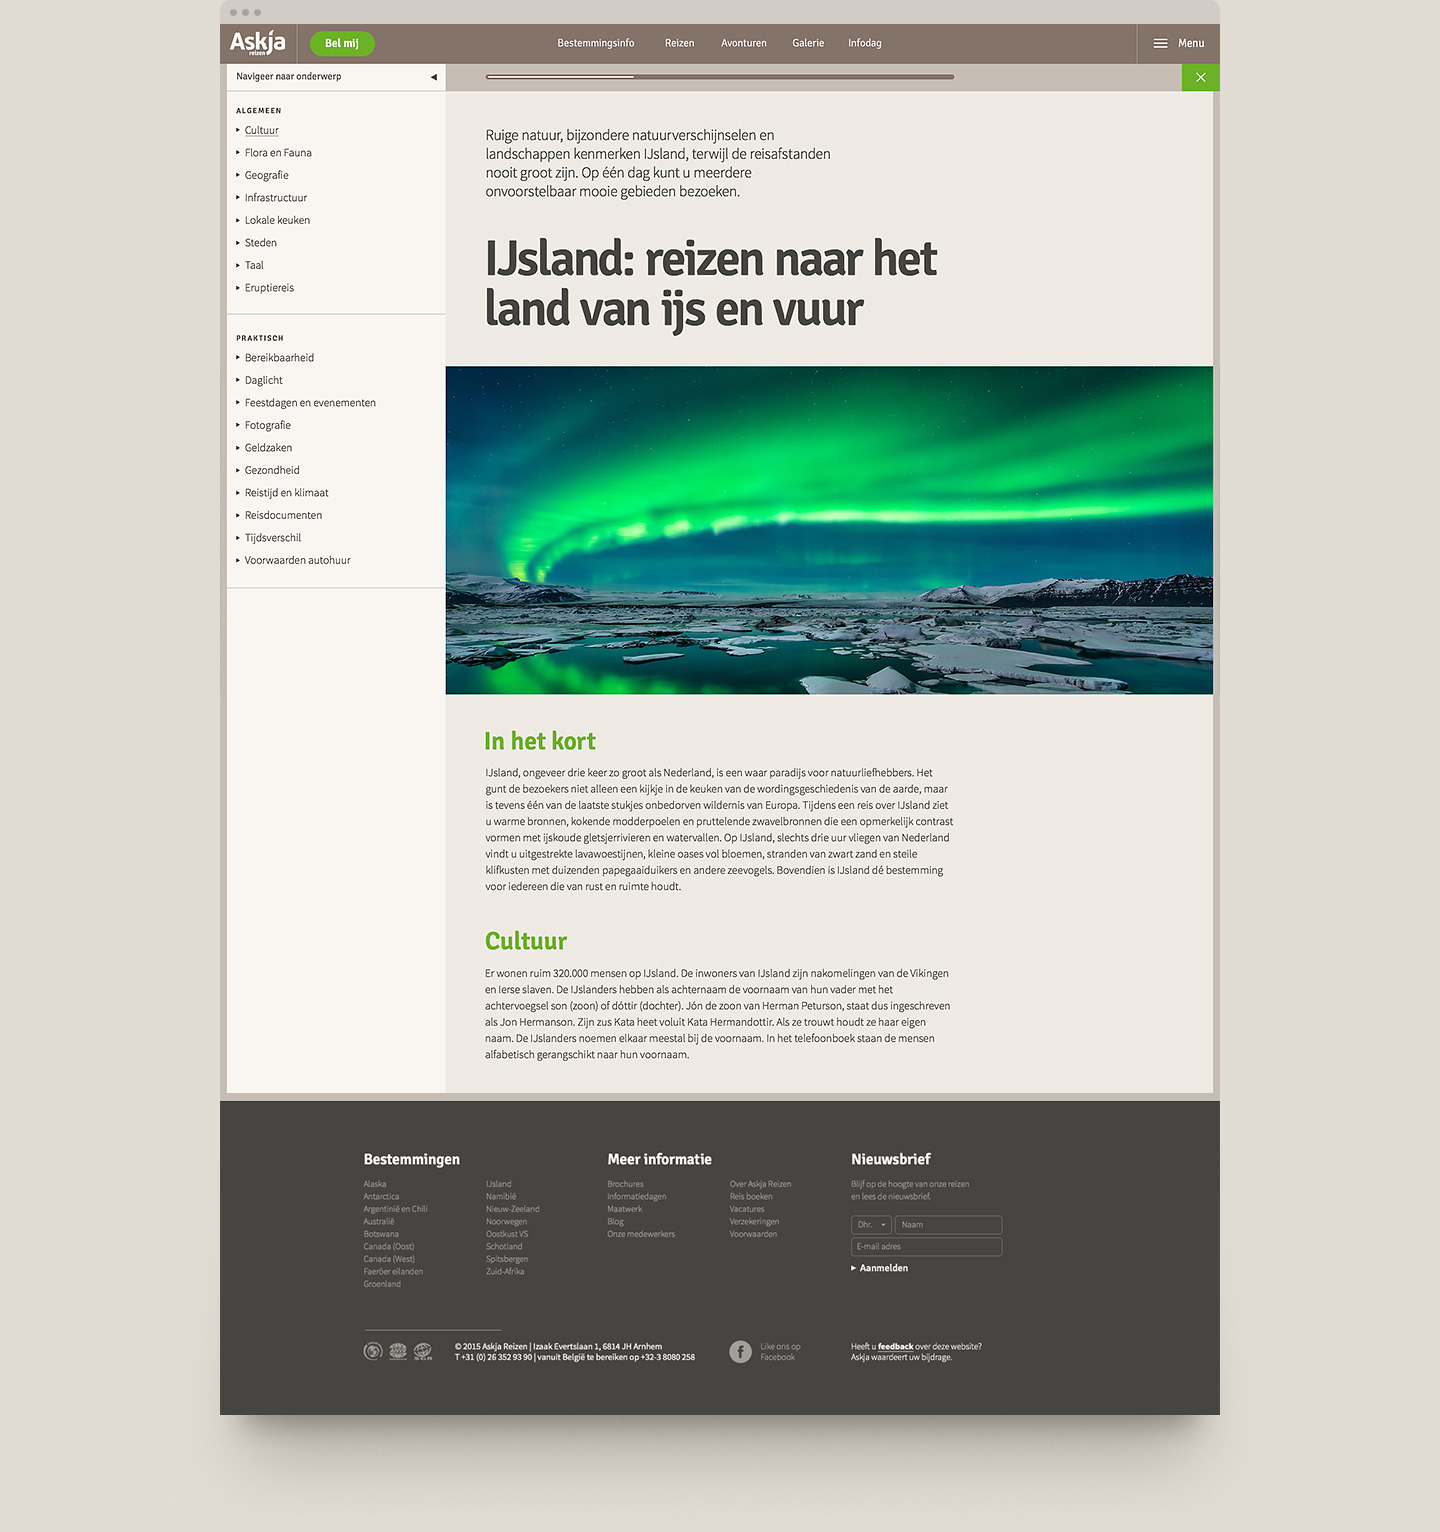 Askja
reizen
Bel mij
Bestemmingsinfo
Reizen
Avonturen
Galerie
Infodag
Menu
Navigeer naar onderwerp
ALGEMEEN
Cultuur
Flora en Fauna
Geografie
Infrastructuur
Lokale keuken
Steden
Taal
Eruptiereis
PRAKTISCH
Bereikbaarheid
Daglicht
Feestdagen en evenementen
Fotografie
Geldzaken
Gezondheid
Reistijd en klimaat
Reisdocumenten
Tijdsverschil
Voorwaarden autohuur
Ruige natuur, bijzondere natuurverschijnselen en
landschappen kenmerken IJsland, terwijl de reisafstanden
nooit groot zijn. Op één dag kunt u meerdere
onvoorstelbaar mooie gebieden bezoeken.
IJsland: reizen naar het
land van ijs en vuur
In het kort
IJsland, ongeveer drie keer zo groot als Nederland, is een waar paradijs voor natuurliefhebbers. Het
gunt de bezoekers niet alleen een kijkje in de keuken van de wordingsgeschiedenis van de aarde, maar
is tevens één van de laatste stukjes onbedorven wildernis van Europa. Tijdens een reis over IJsland ziet
u warme bronnen, kokende modderpoelen en pruttelende zwavelbronnen die een opmerkelijk contrast
vormen met ijskoude gletsjerrivieren en watervallen. Op IJsland, slechts drie uur vliegen van Nederland
vindt u uitgestrekte lavawoestijnen, kleine oases vol bloemen, stranden van zwart zand en steile
klifkusten met duizenden papegaaiduikers en andere zeevogels. Bovendien is IJsland dé bestemming
voor iedereen die van rust en ruimte houdt.
Cultuur
Er wonen ruim 320.000 mensen op IJsland. De inwoners van IJsland zijn nakomelingen van de Vikingen
en Ierse slaven. De IJslanders hebben als achternaam de voornaam van hun vader met het
achtervoegsel son (zoon) of dóttir (dochter). Jón de zoon van Herman Peturson, staat dus ingeschreven
als Jon Hermanson. Zijn zus Kata heet voluit Kata Hermandottir. Als ze trouwt houdt ze haar eigen
naam. De IJslanders noemen elkaar meestal bij de voornaam. In het telefoonboek staan de mensen
alfabetisch gerangschikt naar hun voornaam.
Bestemmingen
Alaska
Antarctica
Argentinië en Chili
Australië
Botswana
Canada (Oost)
Canada (West)
Faeröer eilanden
Groenland
IJsland
Namibië
Nieuw-Zeeland
Noorwegen
Oostkust VS
Schotland
Spitsbergen
Zuid-Afrika
Meer informatie
Brochures
Informatiedagen
Maatwerk
Blog
Onze medewerkers
Over Askja Reizen
Reis boeken
Vacatures
Verzekeringen
Voorwaarden
Nieuwsbrief
Blijf op de hoogte van onze reizen
en lees de nieuwsbrief.
Dhr.
Naam
E-mail adres
Aanmelden
SGR
© 2015 Askja Reizen | Izaak Evertslaan 1, 6814 JH Arnhem
T +31 (0) 26 352 93 90 | vanuit België te bereiken op +32-3 8080 258
Like ons op
Facebook
Heeft u feedback over deze website?
Askja waardeert uw bijdrage.